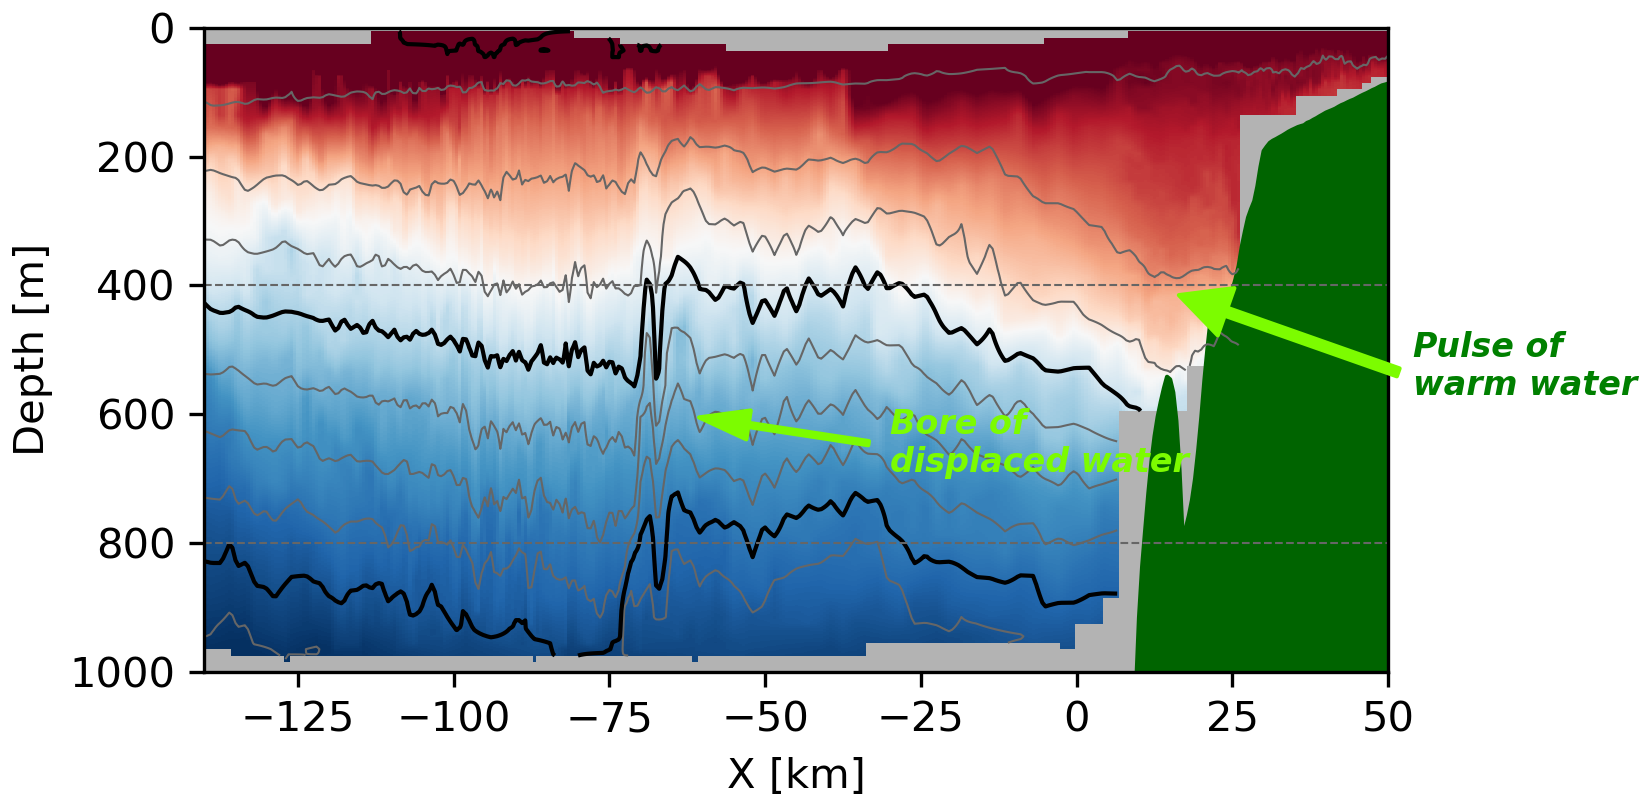 0
200
400
600
800
1000
Depth [m]
Pulse of
warm water
Bore of
displaced water
−125 −100 −75 −50 −25 0 25 50
X [km]